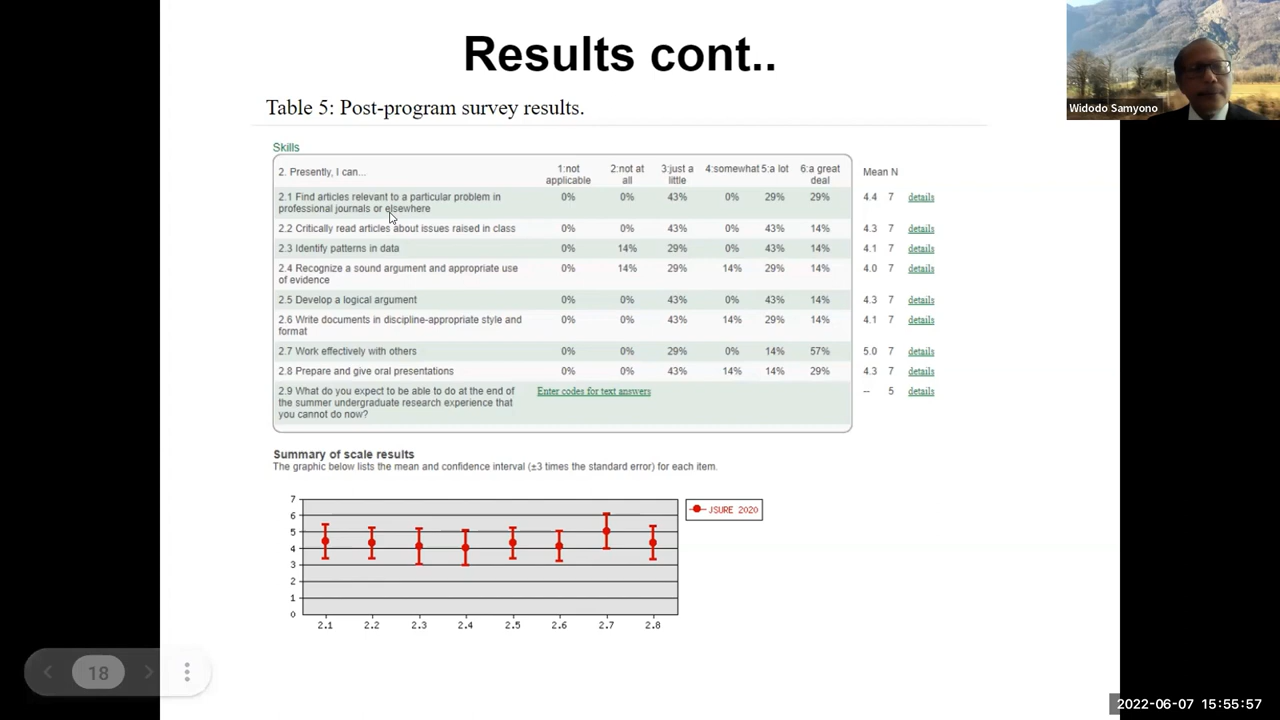 Results cont..
Widodo Samyono
Table 5: Post-program survey results.
Skills
2. Presently, I can... 1:not applicable 2:not at all 3:just a little 4:somewhat 5:a lot 6:a great deal Mean N
2.1 Find articles relevant to a particular problem in professional journals or elsewhere 0% 0% 43% 0% 29% 29% 4.4 7 details
2.2 Critically read articles about issues raised in class 0% 0% 43% 0% 43% 14% 4.3 7 details
2.3 Identify patterns in data 0% 14% 29% 0% 43% 14% 4.1 7 details
2.4 Recognize a sound argument and appropriate use of evidence 0% 14% 29% 14% 29% 14% 4.0 7 details
2.5 Develop a logical argument 0% 0% 43% 0% 43% 14% 4.3 7 details
2.6 Write documents in discipline-appropriate style and format 0% 0% 43% 14% 29% 14% 4.1 7 details
2.7 Work effectively with others 0% 0% 29% 0% 14% 57% 5.0 7 details
2.8 Prepare and give oral presentations 0% 0% 43% 14% 14% 29% 4.3 7 details
2.9 What do you expect to be able to do at the end of the summer undergraduate research experience that you cannot do now? Enter codes for text answers -- 5 details
Summary of scale results
The graphic below lists the mean and confidence interval (±3 times the standard error) for each item.
7
6
5
4
3
2
1
0
2.1 2.2 2.3 2.4 2.5 2.6 2.7 2.8
JSURE 2020
18
2022-06-07 15:55:57